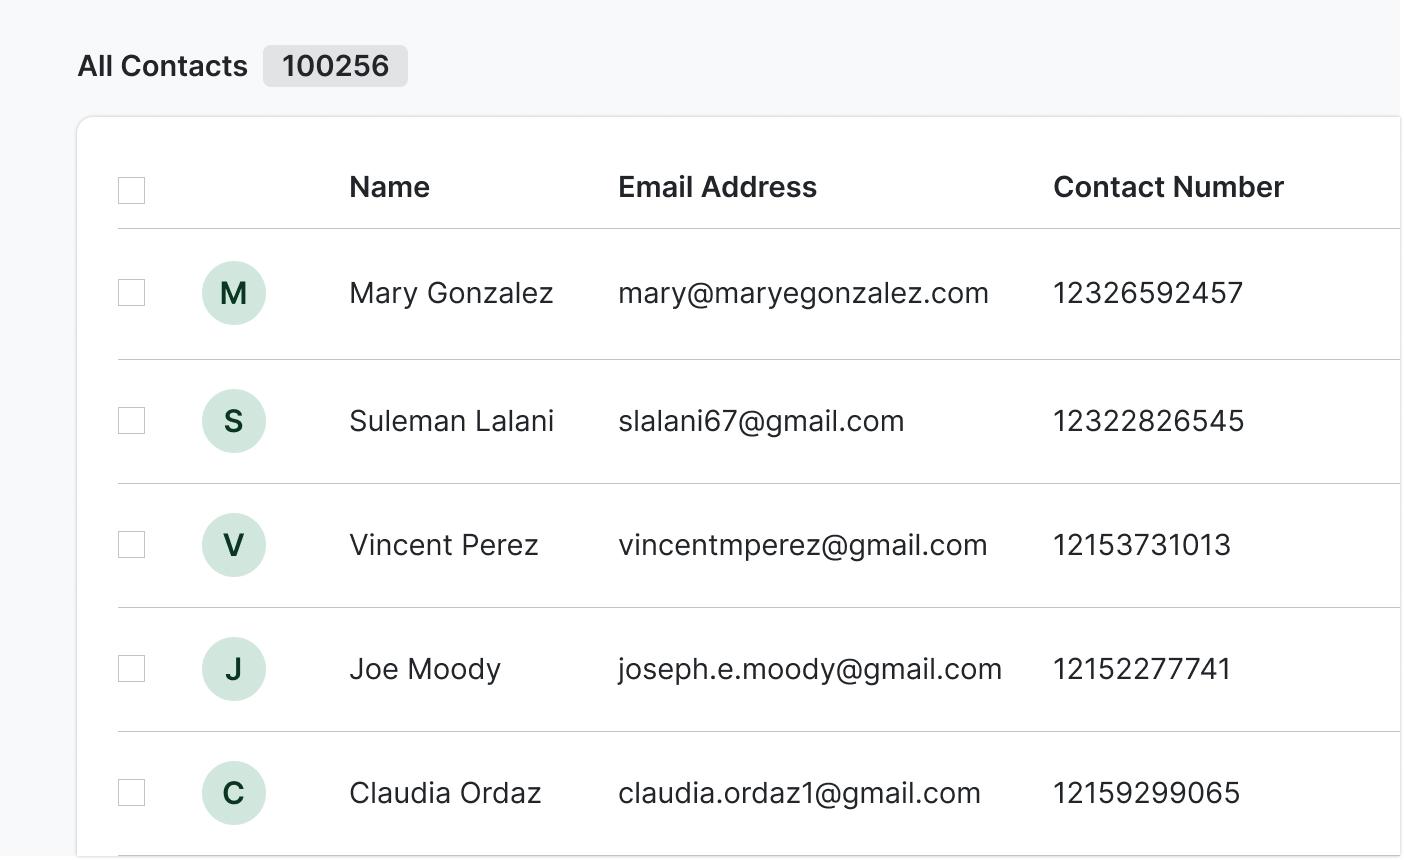 All Contacts 100256
Name Email Address Contact Number
M Mary Gonzalez mary@maryegonzalez.com 12326592457
S Suleman Lalani slalani67@gmail.com 12322826545
V Vincent Perez vincentmperez@gmail.com 12153731013
J Joe Moody joseph.e.moody@gmail.com 12152277741
C Claudia Ordaz claudia.ordaz1@gmail.com 12159299065